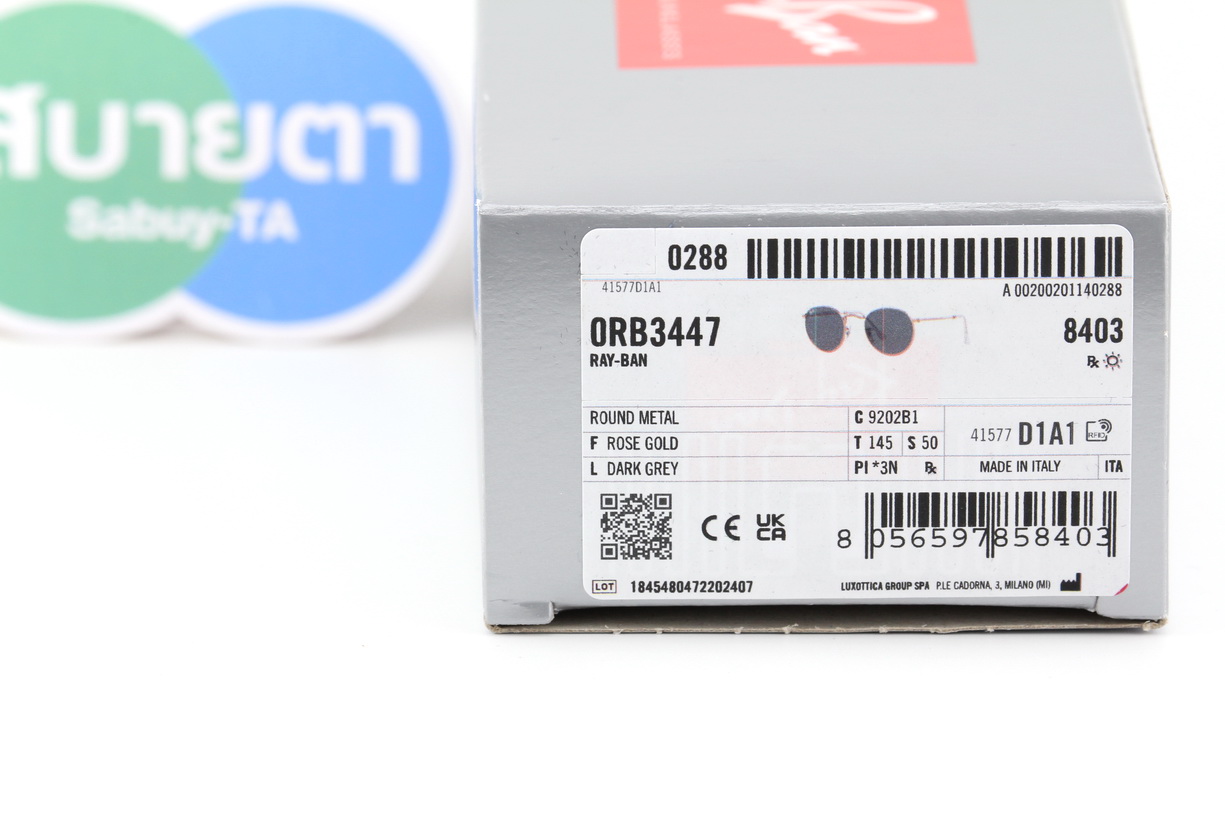 สบายตา
Sabuy-TA
0288
41577D1A1
A 00200201140288
0RB3447
8403
RAY-BAN
Rx
ROUND METAL
C 9202B1
F ROSE GOLD
T 145
S 50
41577 D1A1
RFID
L DARK GREY
PI *3N
Rx
MADE IN ITALY
ITA
CE
UK
CA
8 056597 858403
LOT 1845480472202407
LUXOTTICA GROUP SPA P.LE CADORNA, 3, MILANO (MI)